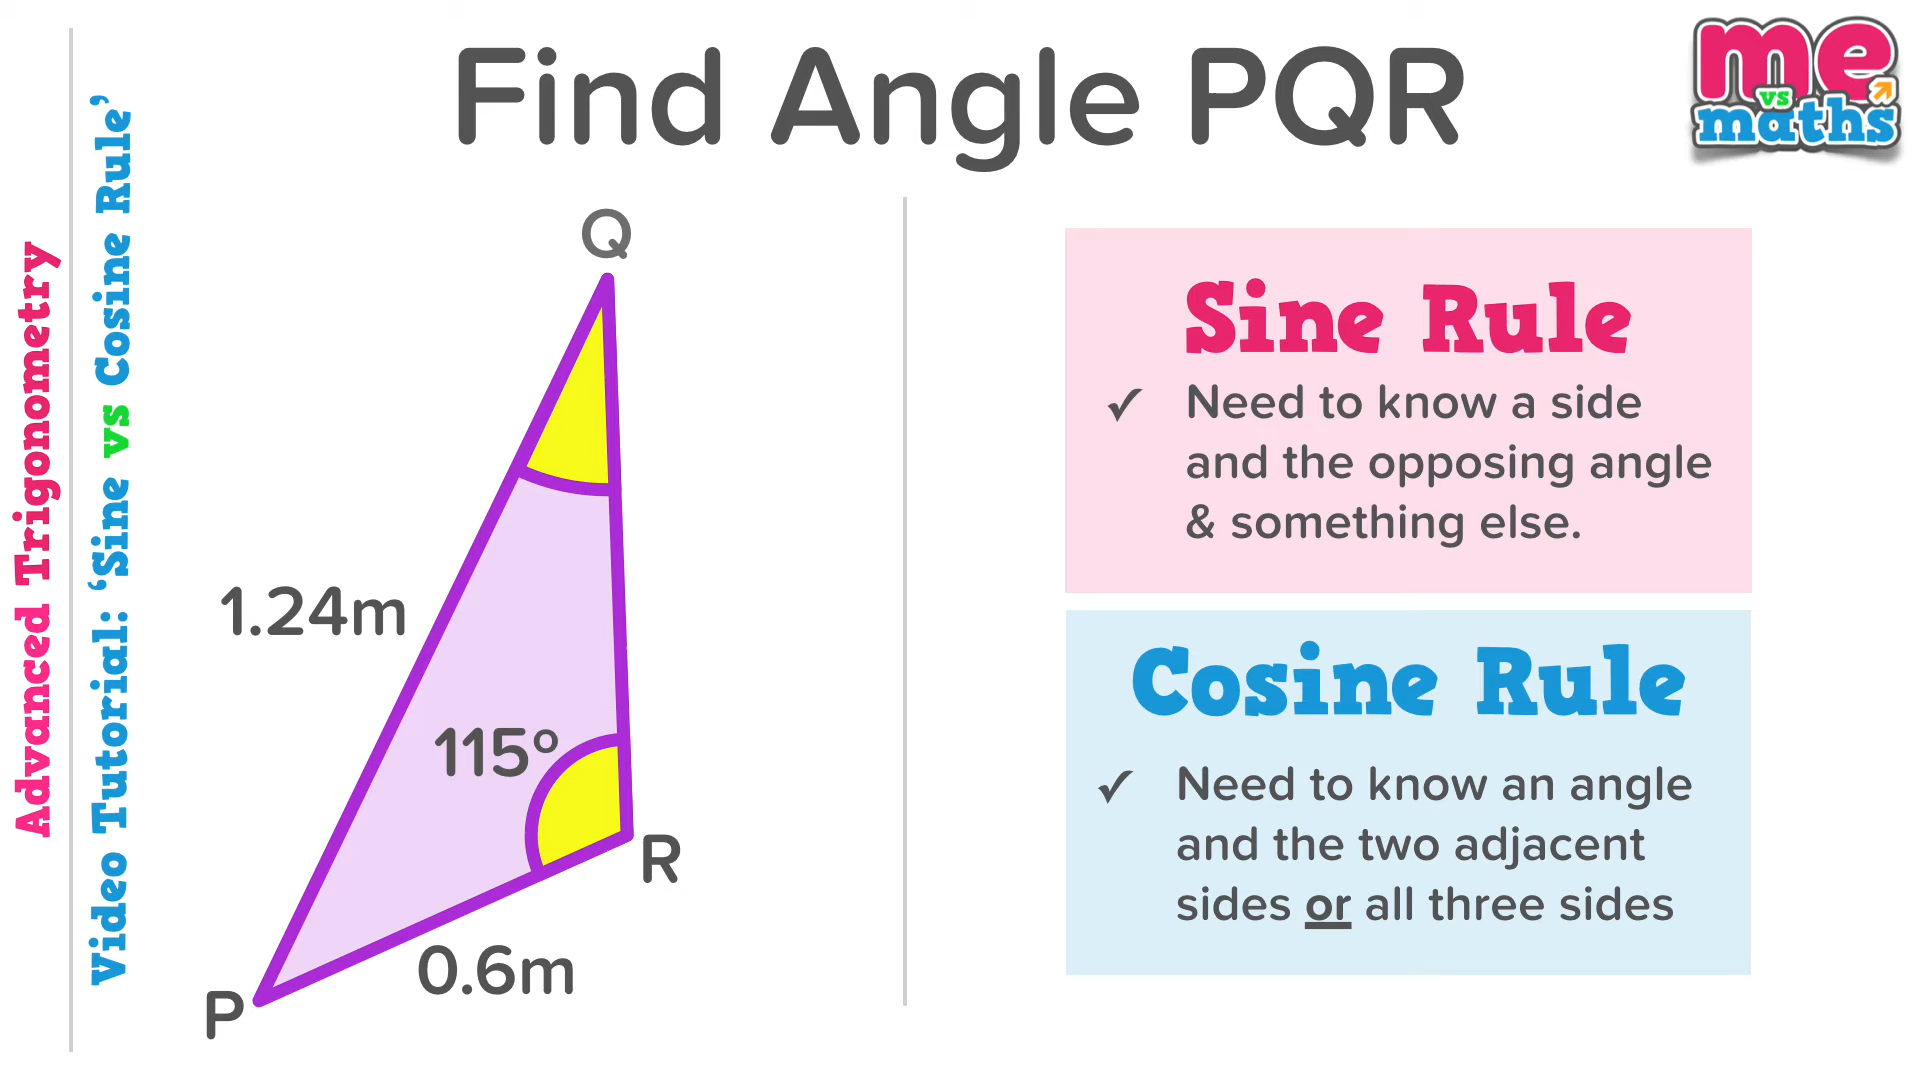 Find Angle PQR
me
vs
maths
Advanced Trigonometry
Video Tutorial: ‘Sine vs Cosine Rule’
Q
1.24m
115º
R
0.6m
P
Sine Rule
✓ Need to know a side
and the opposing angle
& something else.
Cosine Rule
✓ Need to know an angle
and the two adjacent
sides or all three sides